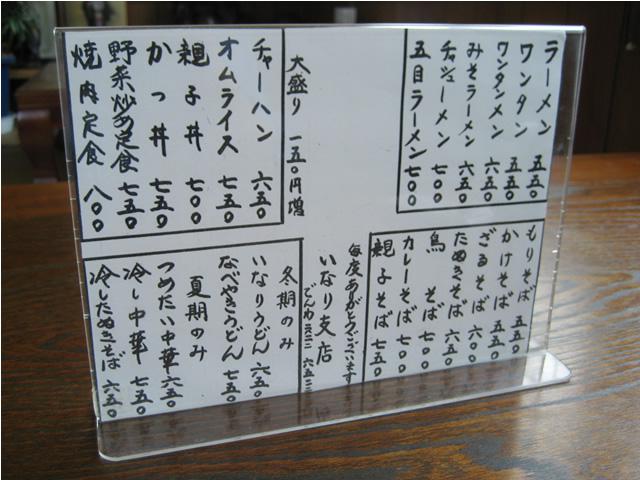 ラーメン 五五〇
ワンタン 五五〇
ワンタンメン 六五〇
みそラーメン 六五〇
チャシューメン 七〇〇
五目ラーメン 七〇〇
大盛り 一五〇円増
チャーハン 六五〇
オムライス 七五〇
親子丼 七〇〇
かつ丼 七五〇
野菜炒め定食 七五〇
焼肉定食 八〇〇
もりそば 五五〇
かけそば 五五〇
ざるそば 六〇〇
たぬきそば 六五〇
鳥そば 七〇〇
カレーそば 七〇〇
親子そば 七五〇
毎度ありがとうございます
いなり支店
でんわ
冬期のみ
いなりうどん 六五〇
なべやきうどん 七五〇
夏期のみ
つめたい中華 六五〇
冷し中華 七五〇
冷したぬきそば 六五〇